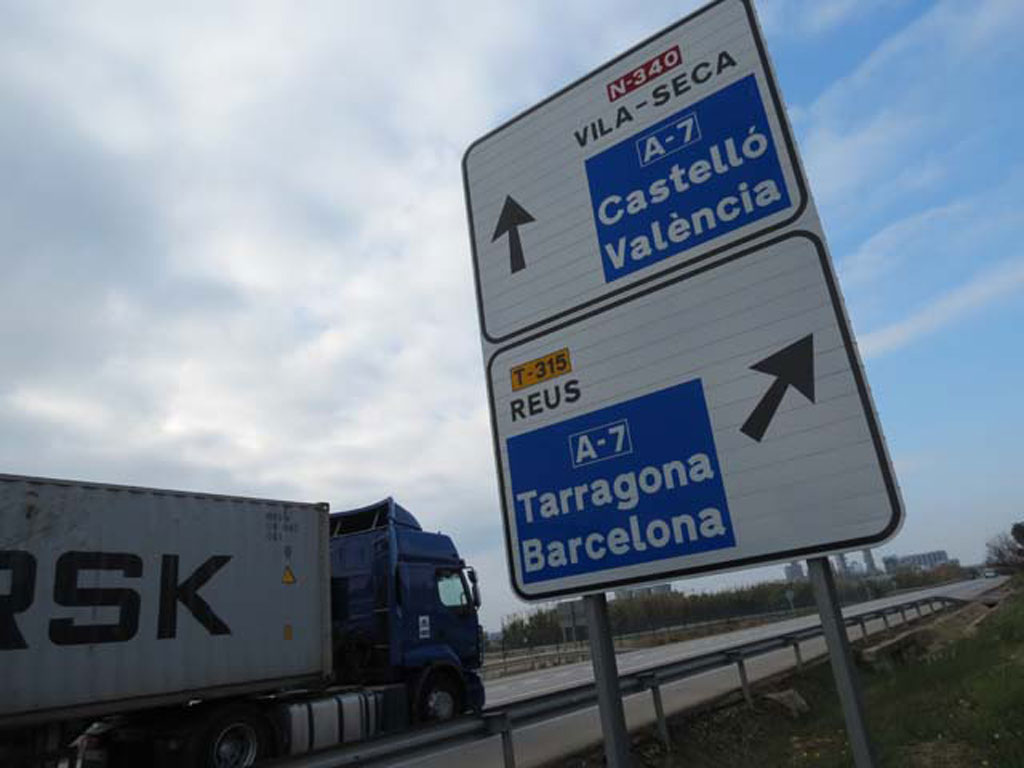 N-340
VILA-SECA
A-7
Castelló
València
T-315
REUS
A-7
Tarragona
Barcelona
RSK